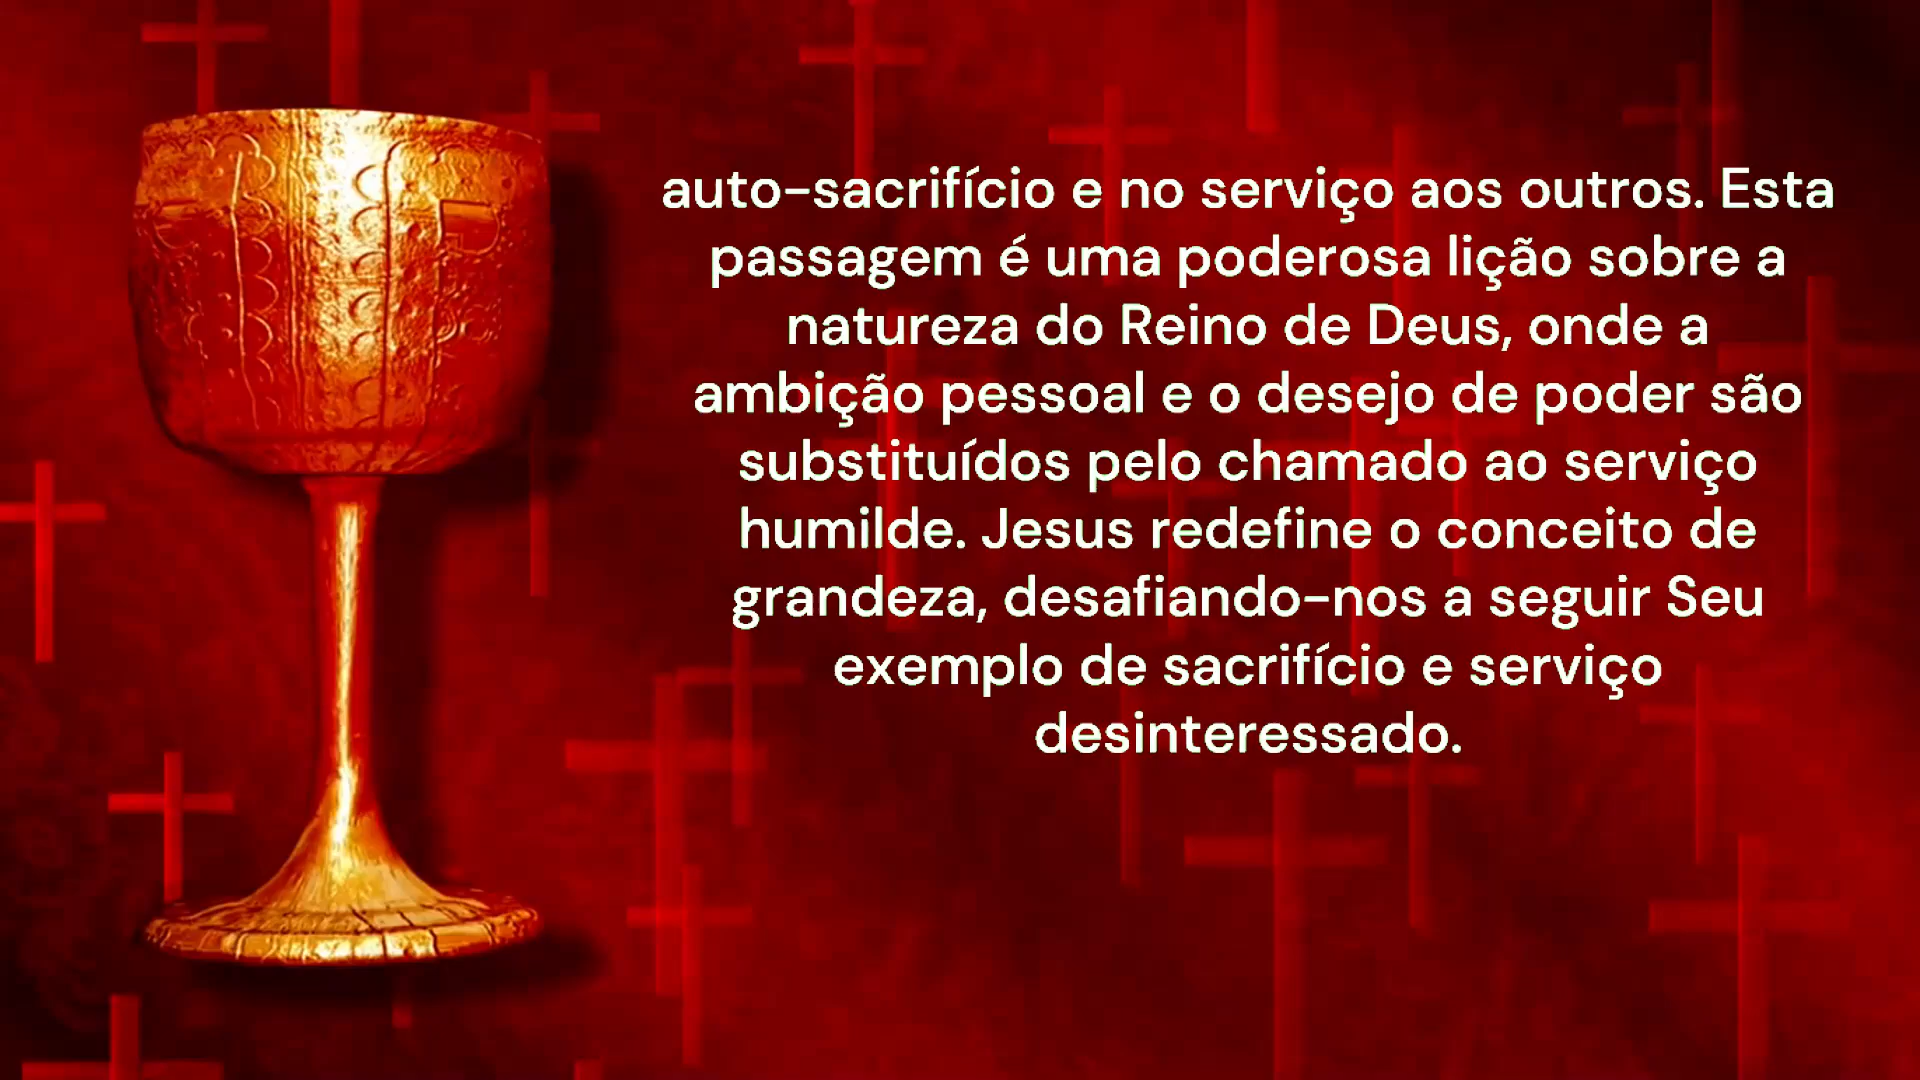 auto-sacrifício e no serviço aos outros. Esta
passagem é uma poderosa lição sobre a
natureza do Reino de Deus, onde a
ambição pessoal e o desejo de poder são
substituídos pelo chamado ao serviço
humilde. Jesus redefine o conceito de
grandeza, desafiando-nos a seguir Seu
exemplo de sacrifício e serviço
desinteressado.